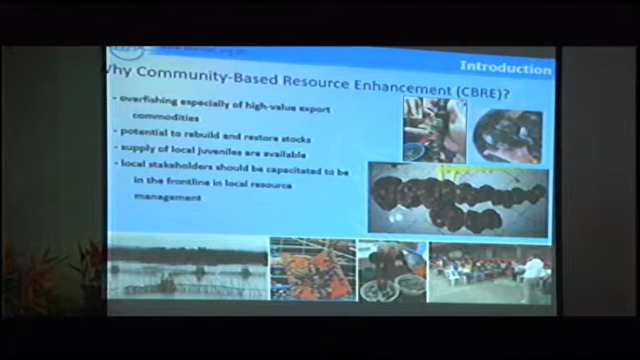 Introduction
Why Community-Based Resource Enhancement (CBRE)?
- overfishing especially of high-value export
commodities
- potential to rebuild and restore stocks
- supply of local juveniles are available
- local stakeholders should be capacitated to be
in the frontline in local resource
management